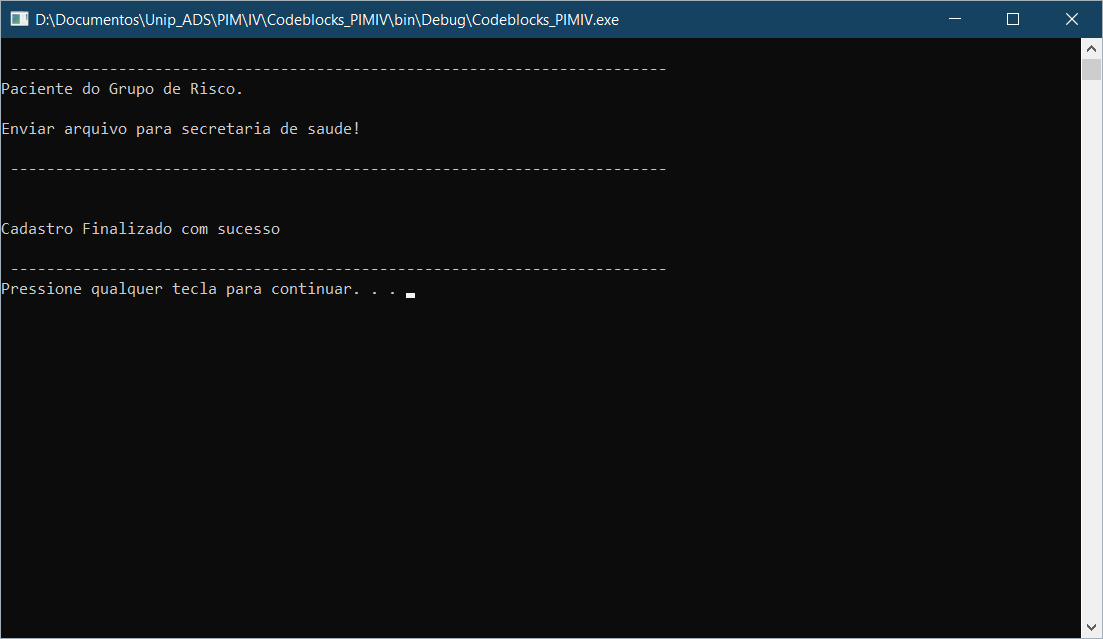 D:\Documentos\Unip_ADS\PIM\IV\Codeblocks_PIMIV\bin\Debug\Codeblocks_PIMIV.exe
-------------------------------------------------------------------------
Paciente do Grupo de Risco.
Enviar arquivo para secretaria de saude!
-------------------------------------------------------------------------
Cadastro Finalizado com sucesso
-------------------------------------------------------------------------
Pressione qualquer tecla para continuar. . .